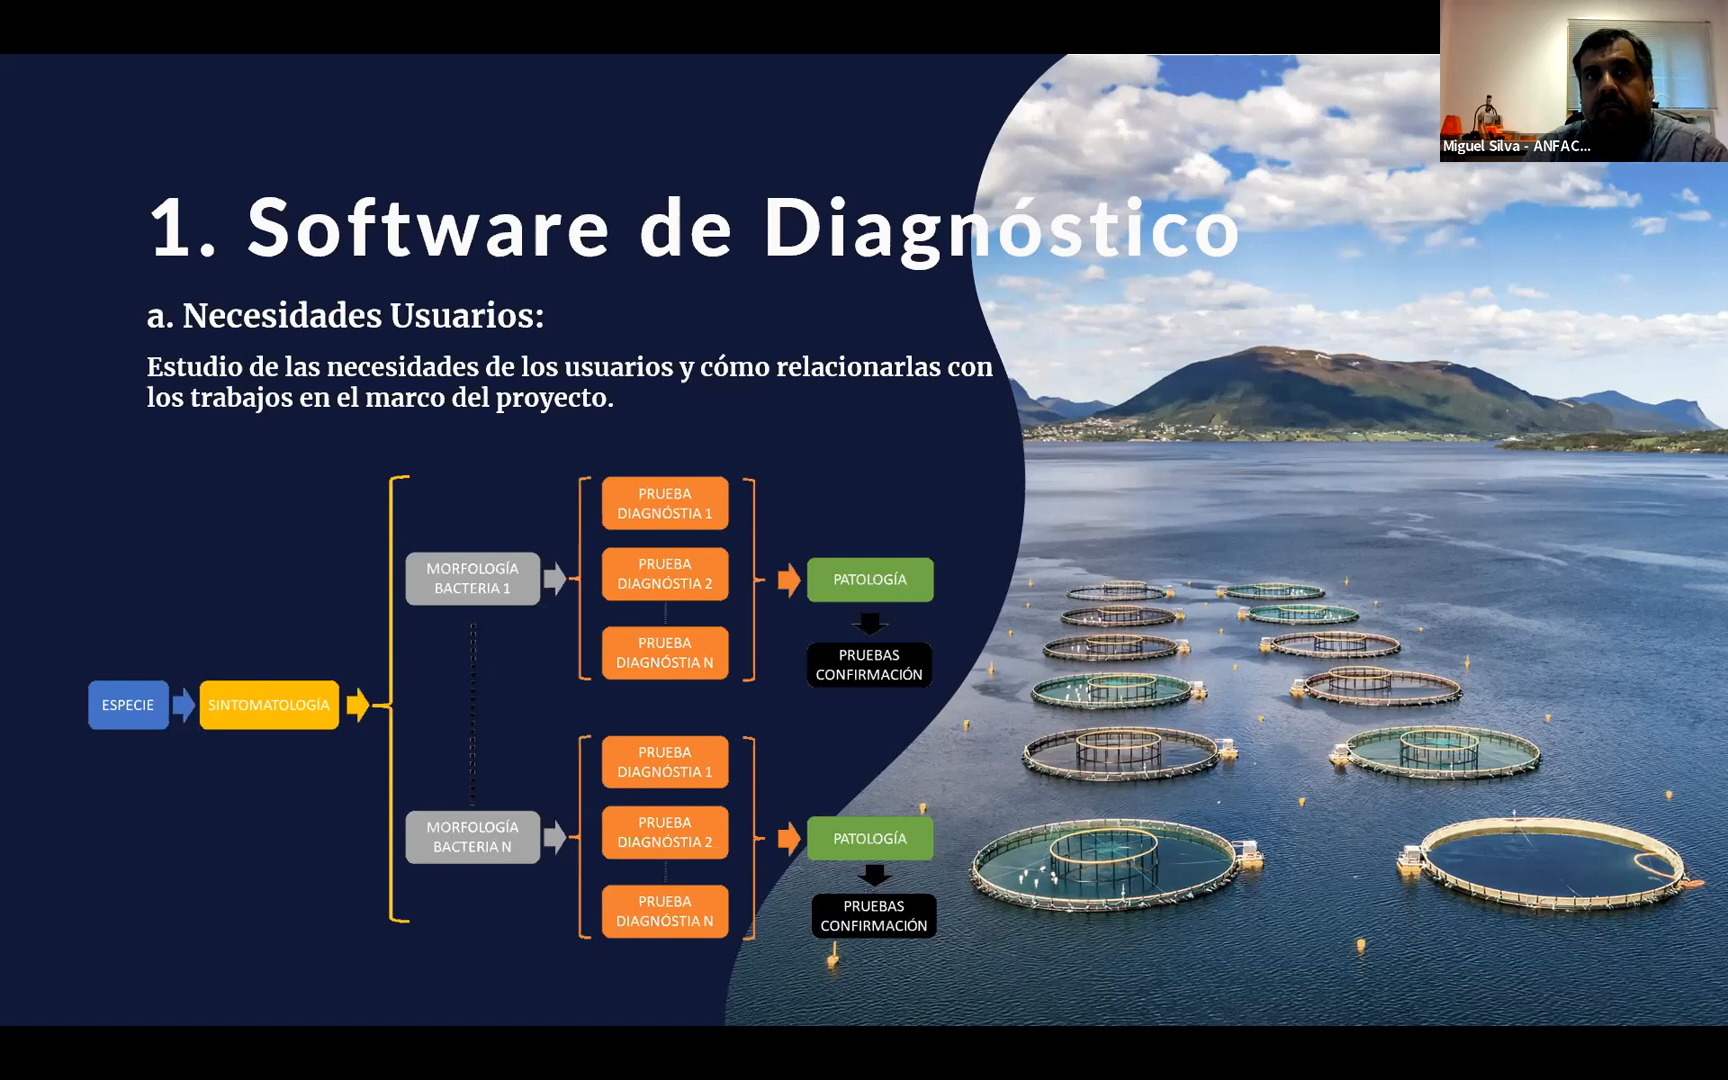 Miguel Silva - ANFAC...
1. Software de Diagnóstico
a. Necesidades Usuarios:
Estudio de las necesidades de los usuarios y cómo relacionarlas con
los trabajos en el marco del proyecto.
ESPECIE
SINTOMATOLOGÍA
MORFOLOGÍA
BACTERIA 1
PRUEBA
DIAGNÓSTIA 1
PRUEBA
DIAGNÓSTIA 2
PRUEBA
DIAGNÓSTIA N
PATOLOGÍA
PRUEBAS
CONFIRMACIÓN
MORFOLOGÍA
BACTERIA N
PRUEBA
DIAGNÓSTIA 1
PRUEBA
DIAGNÓSTIA 2
PRUEBA
DIAGNÓSTIA N
PATOLOGÍA
PRUEBAS
CONFIRMACIÓN